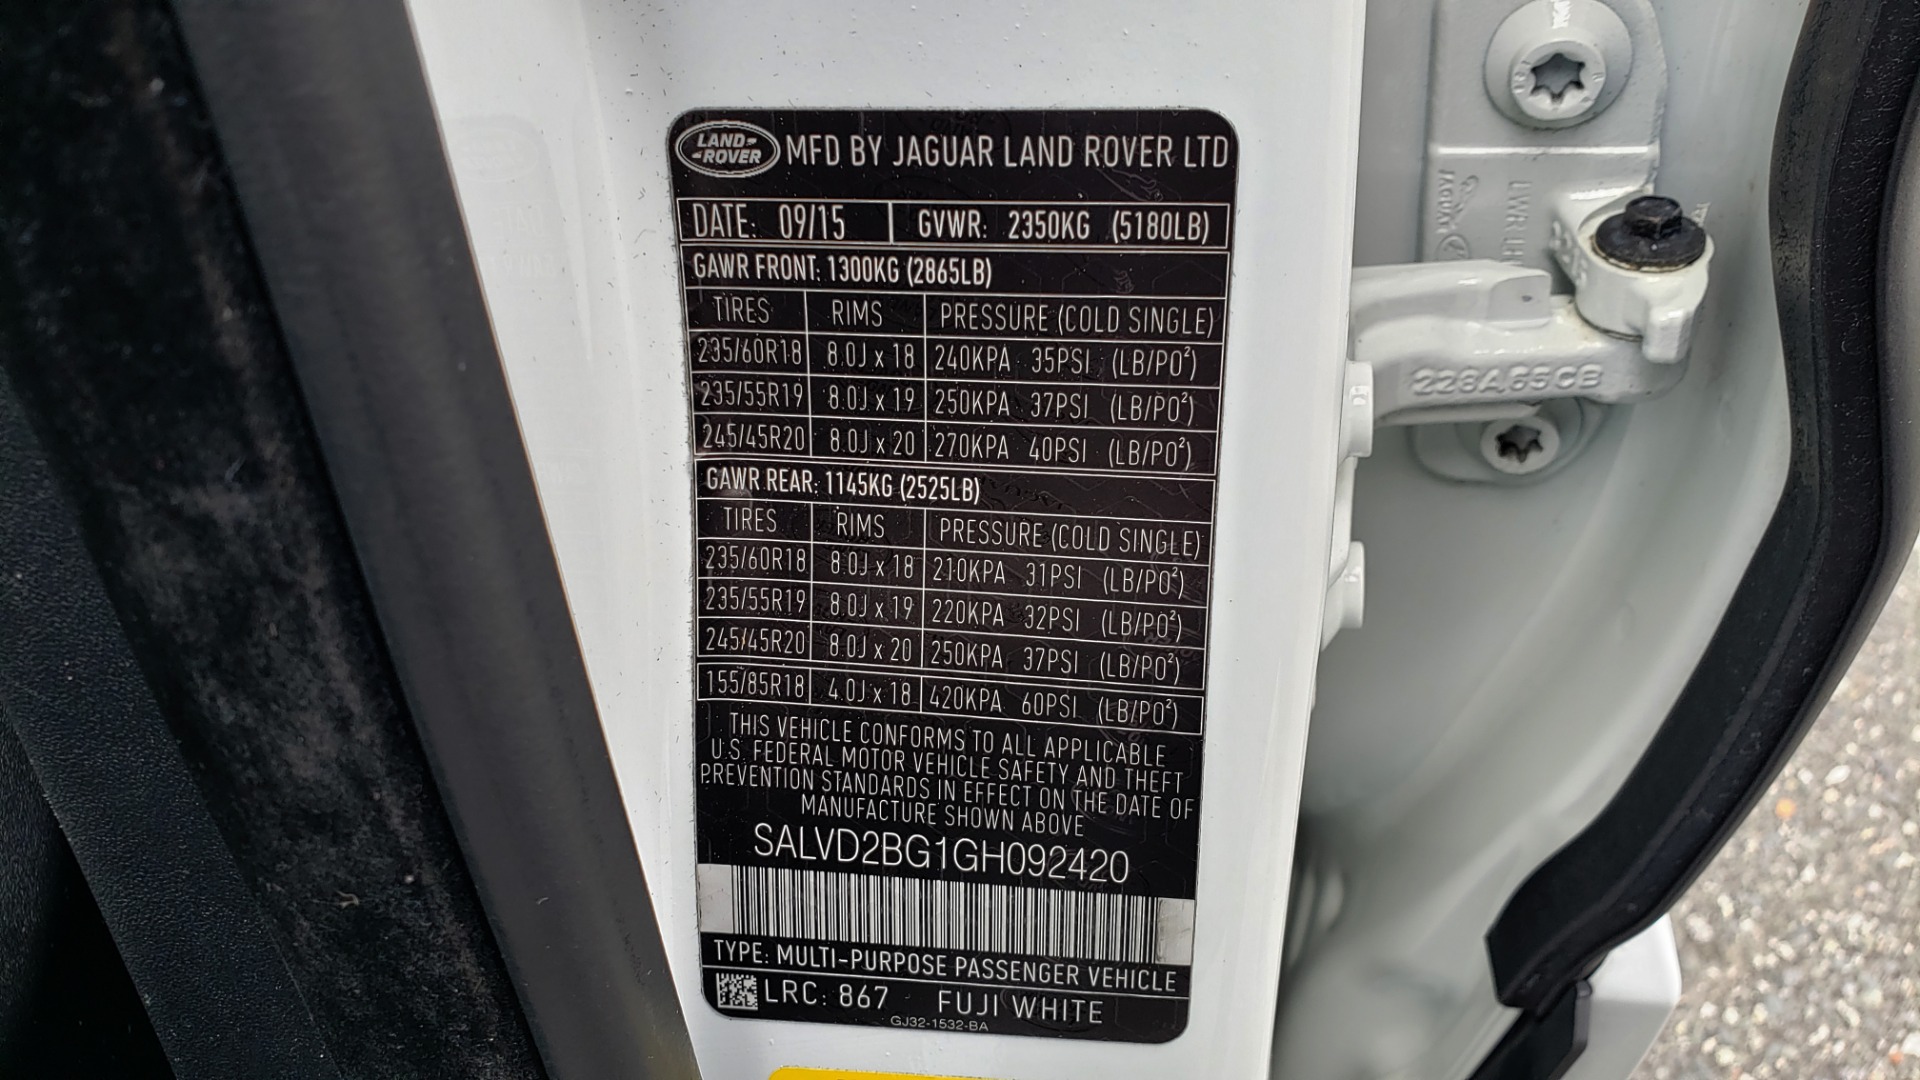 LAND-
-ROVER
MFD BY JAGUAR LAND ROVER LTD
DATE: 09/15 GVWR: 2350KG (5180LB)
GAWR FRONT: 1300KG (2865LB)
TIRES RIMS PRESSURE (COLD SINGLE)
235/60R18 8.0J x 18 240KPA 35PSI (LB/PO²)
235/55R19 8.0J x 19 250KPA 37PSI (LB/PO²)
245/45R20 8.0J x 20 270KPA 40PSI (LB/PO²)
GAWR REAR: 1145KG (2525LB)
TIRES RIMS PRESSURE (COLD SINGLE)
235/60R18 8.0J x 18 210KPA 31PSI (LB/PO²)
235/55R19 8.0J x 19 220KPA 32PSI (LB/PO²)
245/45R20 8.0J x 20 250KPA 37PSI (LB/PO²)
155/85R18 4.0J x 18 420KPA 60PSI (LB/PO²)
THIS VEHICLE CONFORMS TO ALL APPLICABLE
U.S. FEDERAL MOTOR VEHICLE SAFETY AND THEFT
PREVENTION STANDARDS IN EFFECT ON THE DATE OF
MANUFACTURE SHOWN ABOVE
SALVD2BG1GH092420
TYPE: MULTI-PURPOSE PASSENGER VEHICLE
LRC: 867 FUJI WHITE
GJ32-1532-BA
JAGUAR
LWR LH
228A65CB